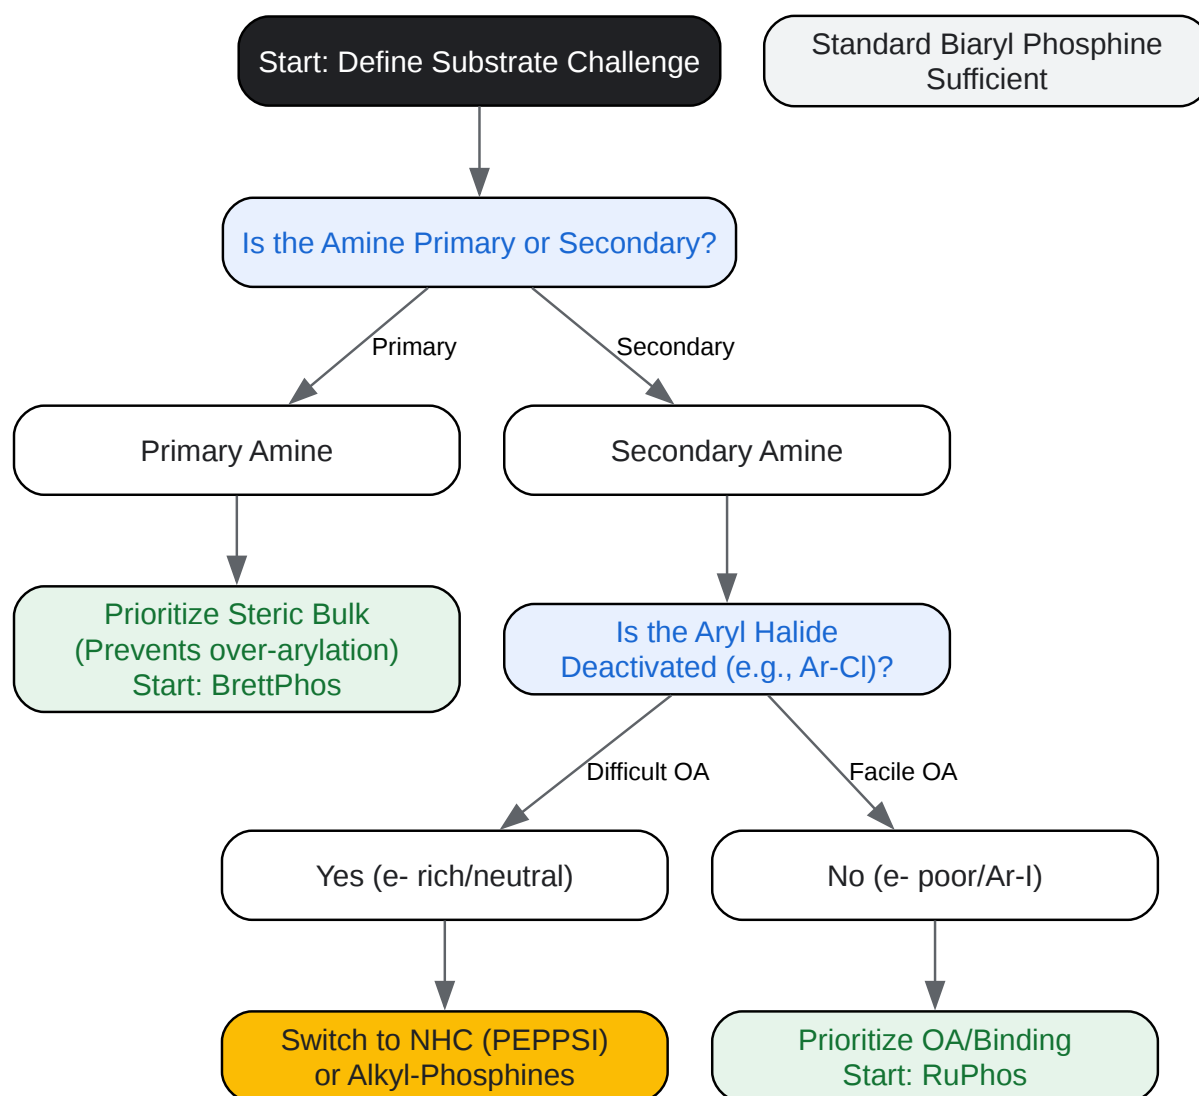 Start: Define Substrate Challenge
Standard Biaryl Phosphine
Sufficient
Is the Amine Primary or Secondary?
Primary
Secondary
Primary Amine
Secondary Amine
Prioritize Steric Bulk
(Prevents over-arylation)
Start: BrettPhos
Is the Aryl Halide
Deactivated (e.g., Ar-Cl)?
Difficult OA
Facile OA
Yes (e- rich/neutral)
No (e- poor/Ar-I)
Switch to NHC (PEPPSI)
or Alkyl-Phosphines
Prioritize OA/Binding
Start: RuPhos